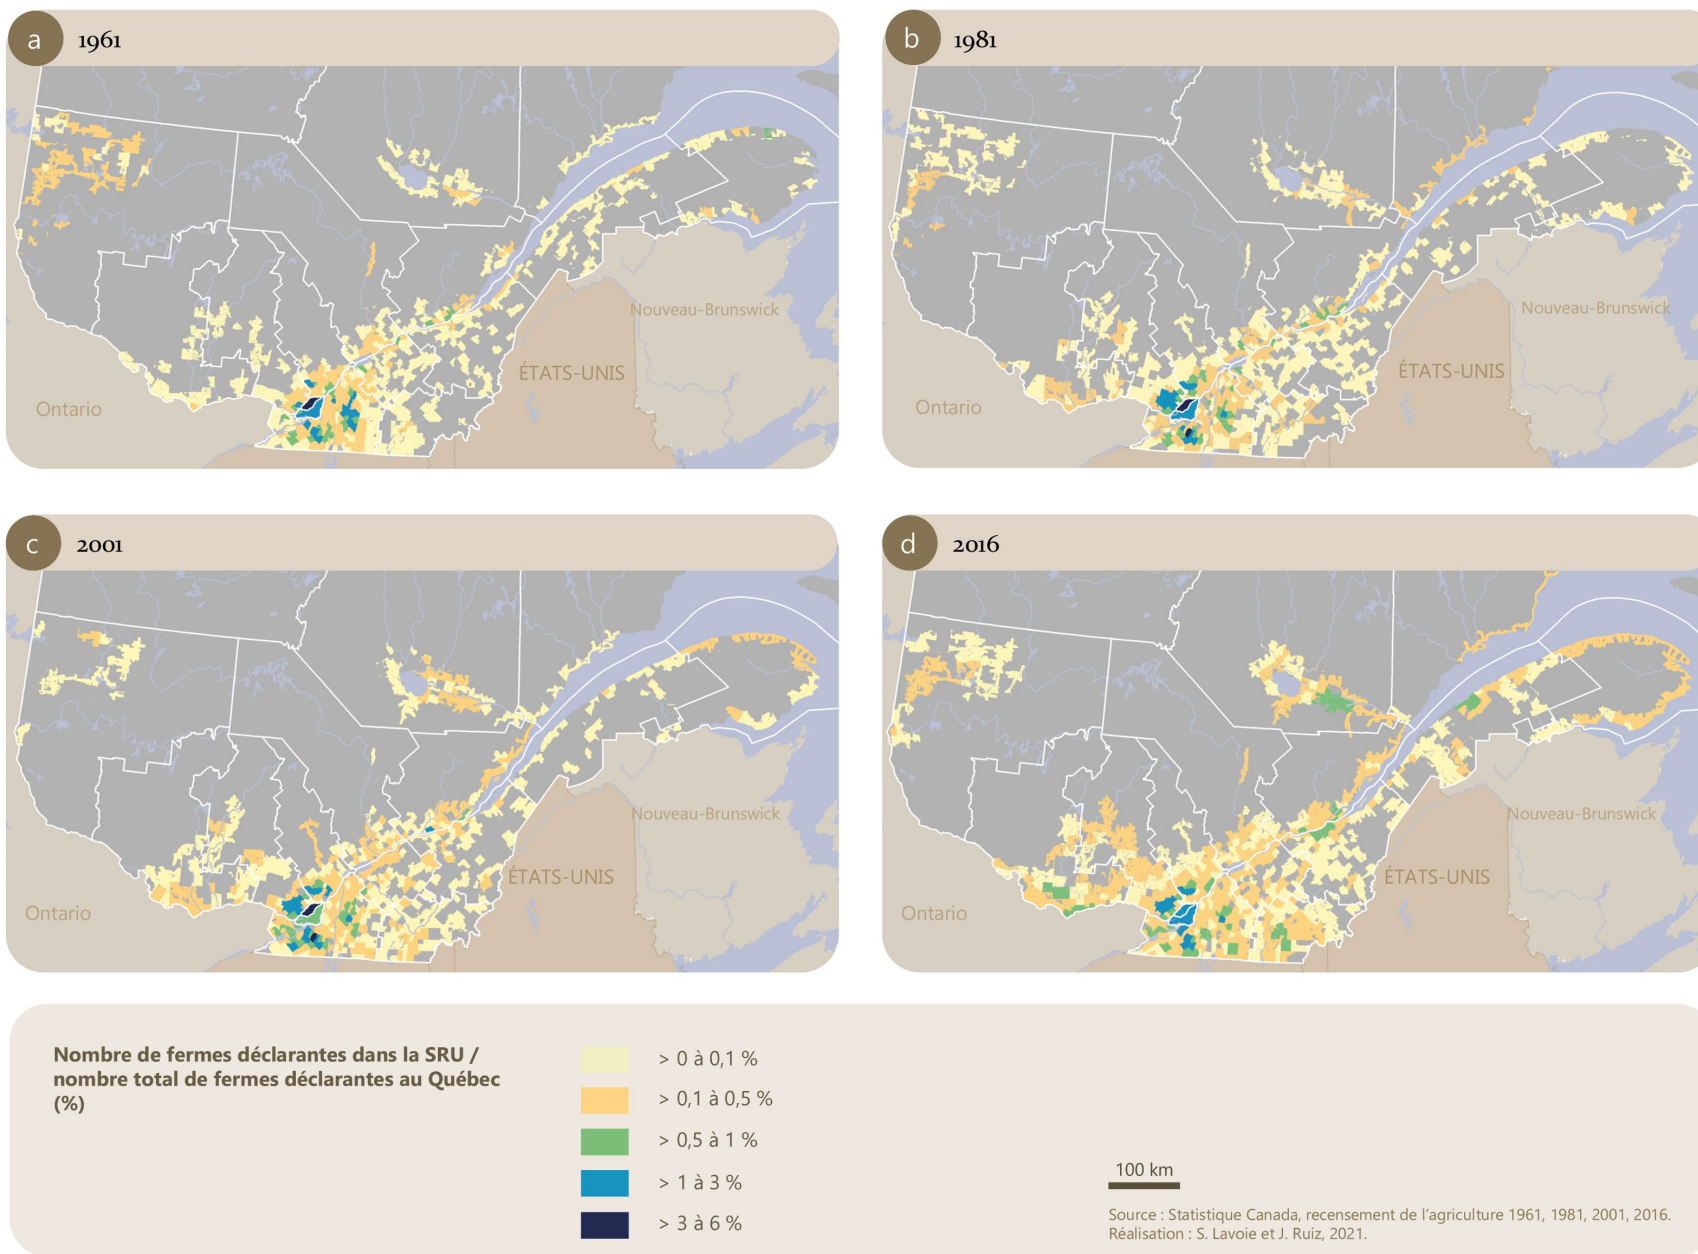 a 1961
Ontario
ÉTATS-UNIS
Nouveau-Brunswick
b 1981
Ontario
ÉTATS-UNIS
Nouveau-Brunswick
c 2001
Ontario
ÉTATS-UNIS
Nouveau-Brunswick
d 2016
Ontario
ÉTATS-UNIS
Nouveau-Brunswick
Nombre de fermes déclarantes dans la SRU /
nombre total de fermes déclarantes au Québec
(%)
> 0 à 0,1 %
> 0,1 à 0,5 %
> 0,5 à 1 %
> 1 à 3 %
> 3 à 6 %
100 km
Source : Statistique Canada, recensement de l'agriculture 1961, 1981, 2001, 2016.
Réalisation : S. Lavoie et J. Ruiz, 2021.